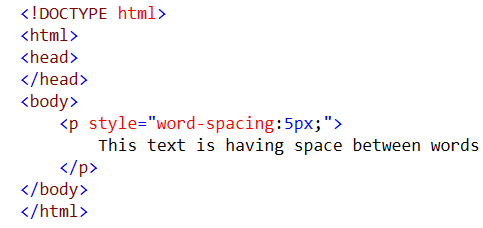 <!DOCTYPE html>
<html>
<head>
</head>
<body>
<p style="word-spacing:5px;">
This text is having space between words
</p>
</body>
</html>